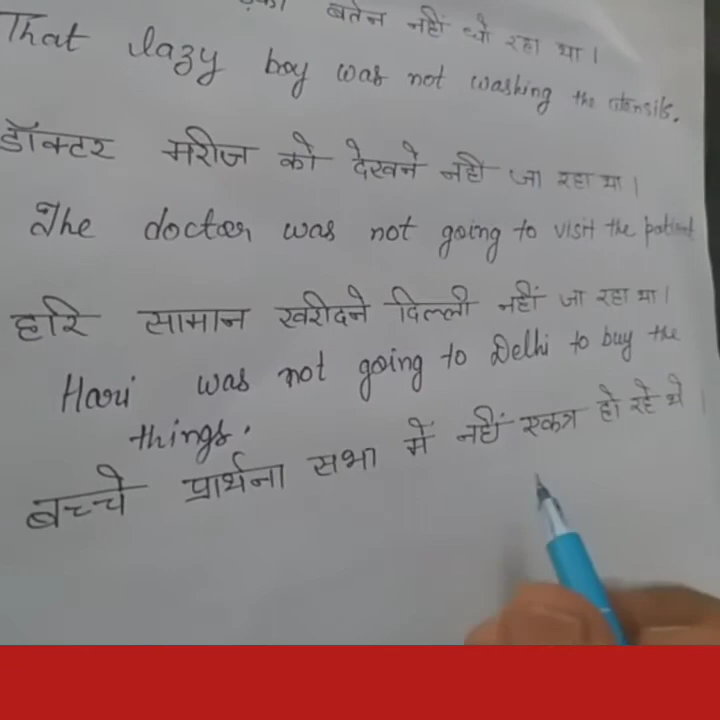 बर्तन नहीं धो रहा था।
That lazy boy was not washing the utensils.
डॉक्टर मरीज को देखने नहीं जा रहा था।
The doctor was not going to visit the patient
हरि सामान खरीदने दिल्ली नहीं जा रहा था।
Hari was not going to Delhi to buy the
things.
बच्चे प्रार्थना सभा में नहीं एकत्र हो रहे थे।